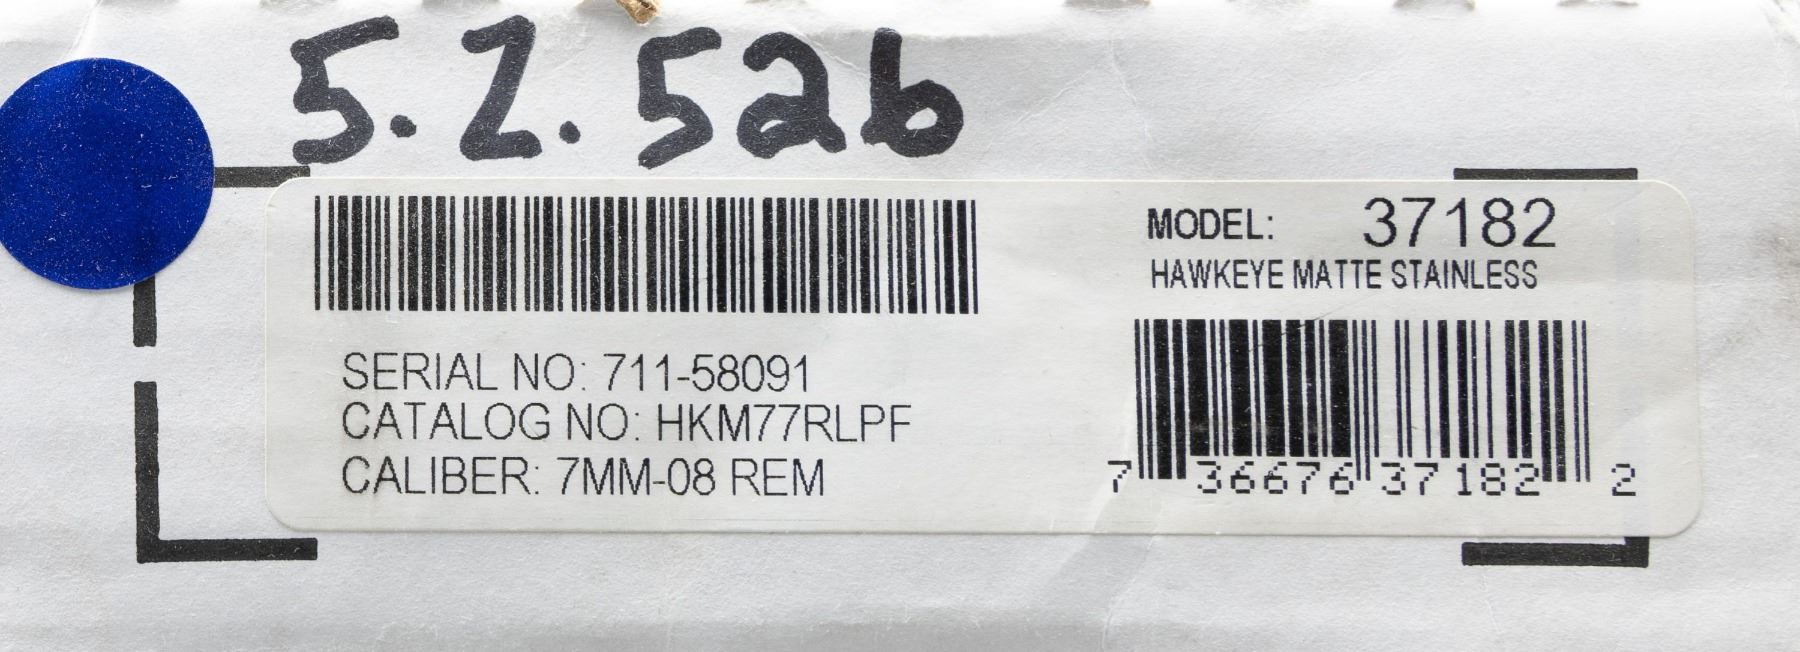 5.2.526
MODEL: 37182
HAWKEYE MATTE STAINLESS
SERIAL NO: 711-58091
CATALOG NO: HKM77RLPF
CALIBER: 7MM-08 REM
7 36676 37182 2